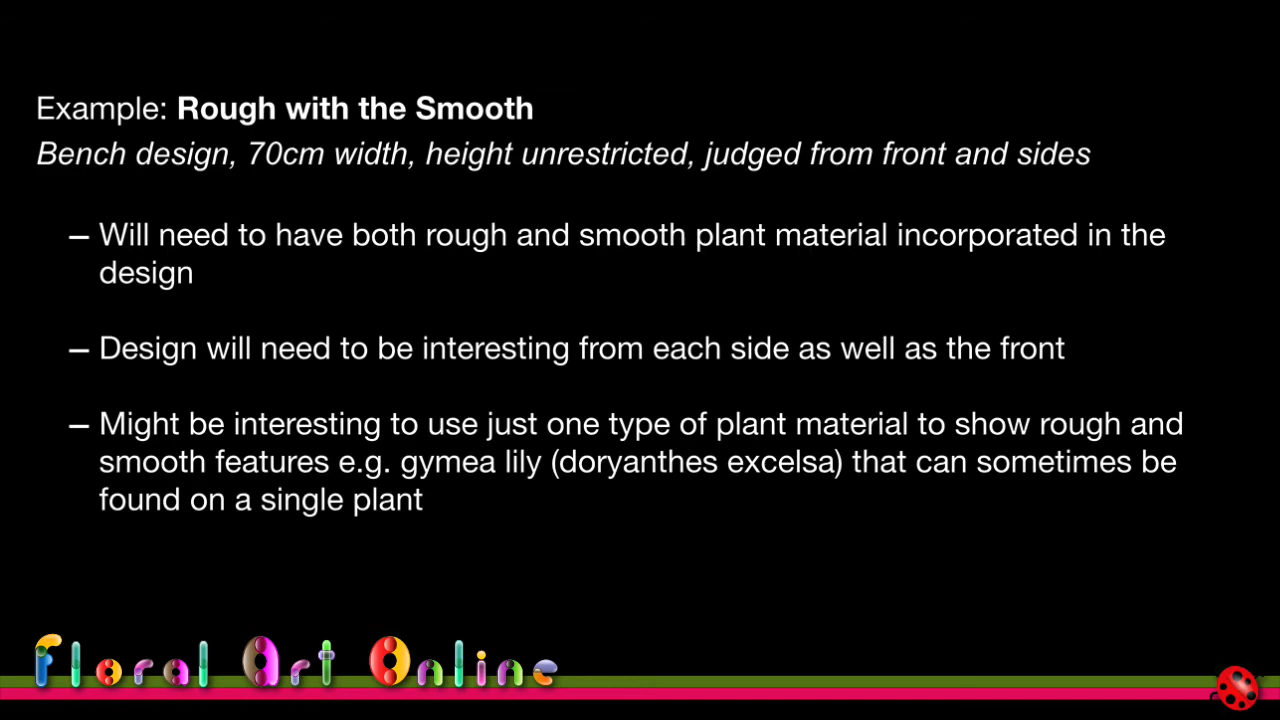 Example: Rough with the Smooth
Bench design, 70cm width, height unrestricted, judged from front and sides
– Will need to have both rough and smooth plant material incorporated in the
design
– Design will need to be interesting from each side as well as the front
– Might be interesting to use just one type of plant material to show rough and
smooth features e.g. gymea lily (doryanthes excelsa) that can sometimes be
found on a single plant
Floral Art Online